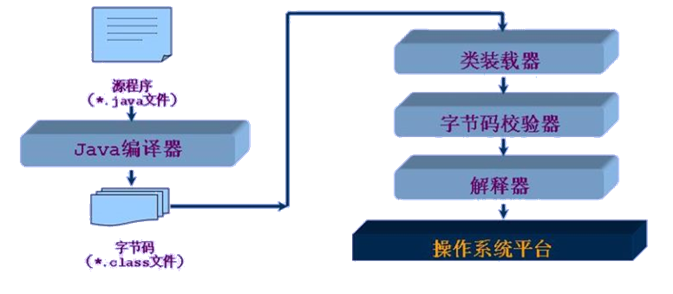 源程序
（*.java文件）
Java编译器
字节码
（*.class文件）
类装载器
字节码校验器
解释器
操作系统平台